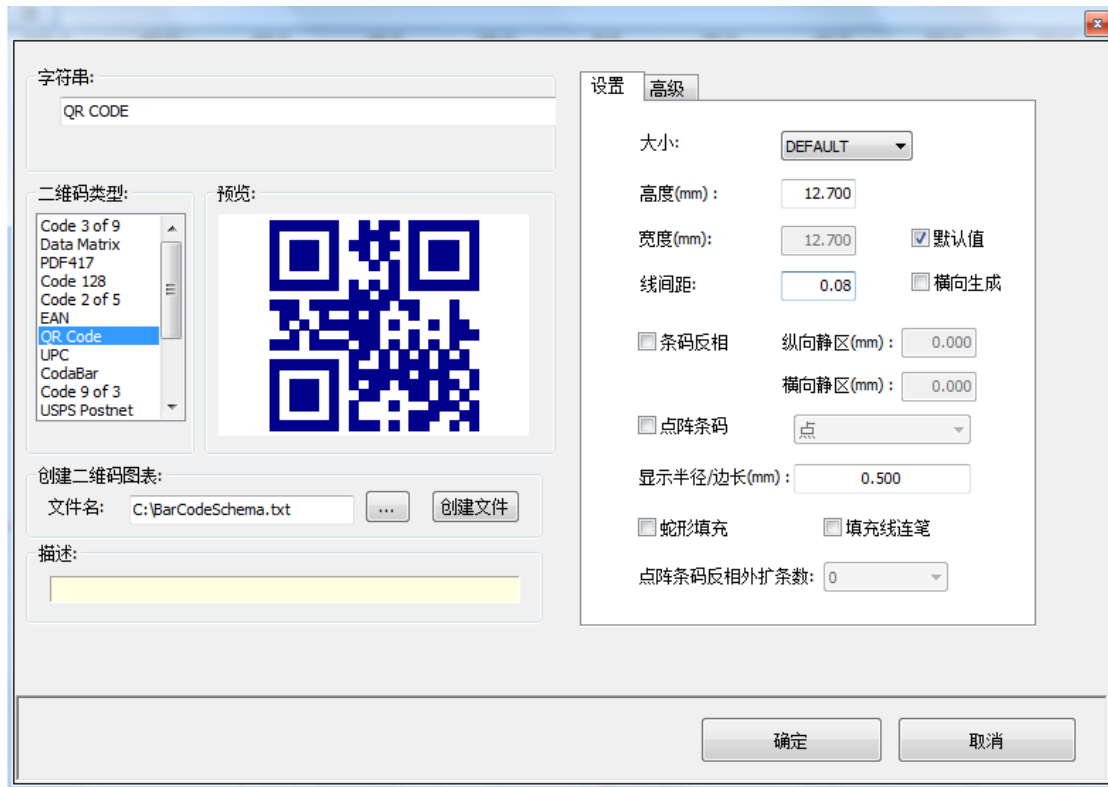 字符串:
QR CODE
二维码类型:
Code 3 of 9
Data Matrix
PDF417
Code 128
Code 2 of 5
EAN
QR Code
UPC
CodaBar
Code 9 of 3
USPS Postnet
预览:
创建二维码图表:
文件名: C:\BarCodeSchema.txt ... 创建文件
描述:
设置 高级
大小: DEFAULT
高度(mm) : 12.700
宽度(mm): 12.700 默认值
线间距: 0.08 横向生成
条码反相 纵向静区(mm) : 0.000
横向静区(mm) : 0.000
点阵条码 点
显示半径/边长(mm) : 0.500
蛇形填充 填充线连笔
点阵条码反相外扩条数: 0
确定 取消